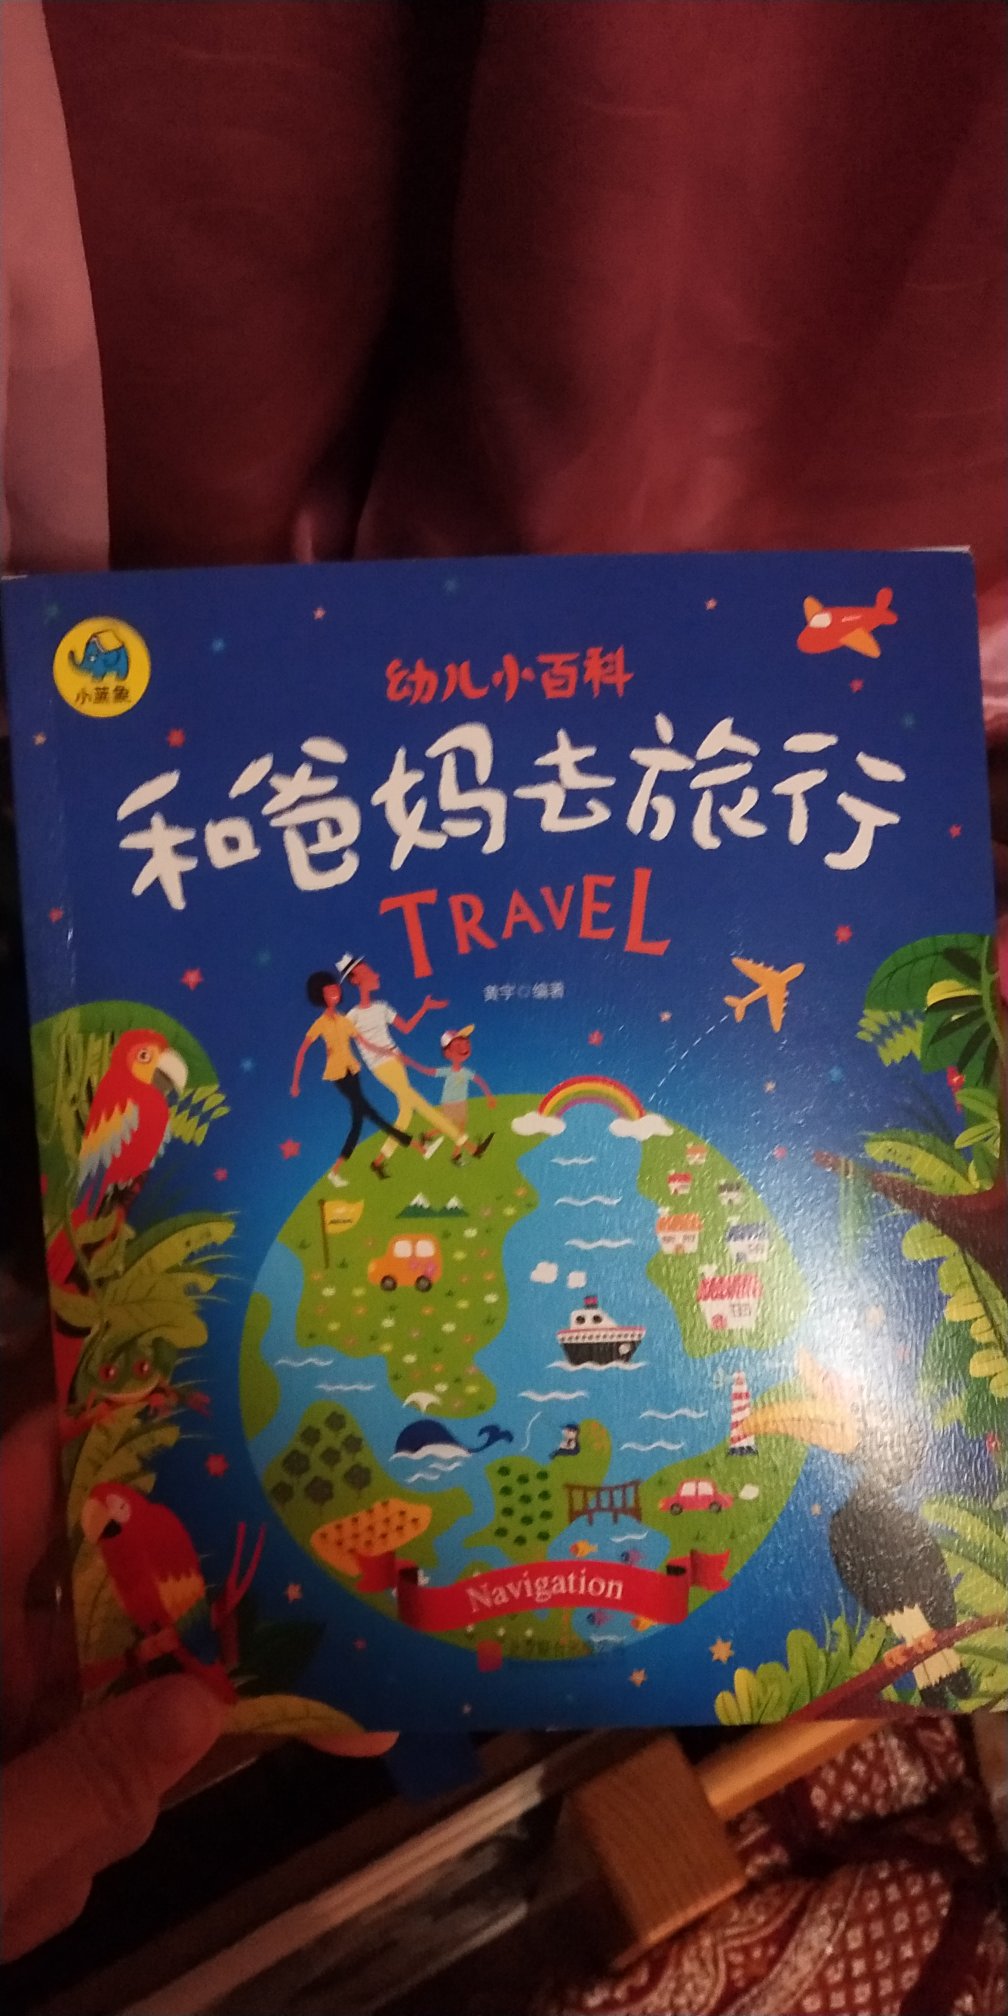 小蓝象
幼儿小百科
和爸妈去旅行
TRAVEL
黄宇◎编著
Navigation